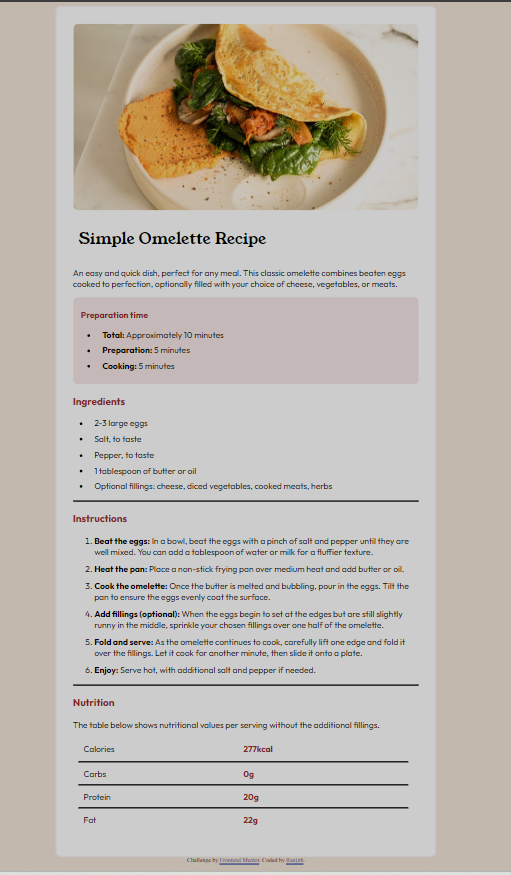 Simple Omelette Recipe
An easy and quick dish, perfect for any meal. This classic omelette combines beaten eggs
cooked to perfection, optionally filled with your choice of cheese, vegetables, or meats.
Preparation time
• Total: Approximately 10 minutes
• Preparation: 5 minutes
• Cooking: 5 minutes
Ingredients
• 2-3 large eggs
• Salt, to taste
• Pepper, to taste
• 1 tablespoon of butter or oil
• Optional fillings: cheese, diced vegetables, cooked meats, herbs
Instructions
1. Beat the eggs: In a bowl, beat the eggs with a pinch of salt and pepper until they are
well mixed. You can add a tablespoon of water or milk for a fluffier texture.
2. Heat the pan: Place a non-stick frying pan over medium heat and add butter or oil.
3. Cook the omelette: Once the butter is melted and bubbling, pour in the eggs. Tilt the
pan to ensure the eggs evenly coat the surface.
4. Add fillings (optional): When the eggs begin to set at the edges but are still slightly
runny in the middle, sprinkle your chosen fillings over one half of the omelette.
5. Fold and serve: As the omelette continues to cook, carefully lift one edge and fold it
over the fillings. Let it cook for another minute, then slide it onto a plate.
6. Enjoy: Serve hot, with additional salt and pepper if needed.
Nutrition
The table below shows nutritional values per serving without the additional fillings.
Calories 277kcal
Carbs 0g
Protein 20g
Fat 22g
Challenge by Frontend Mentor. Coded by Ranjith.